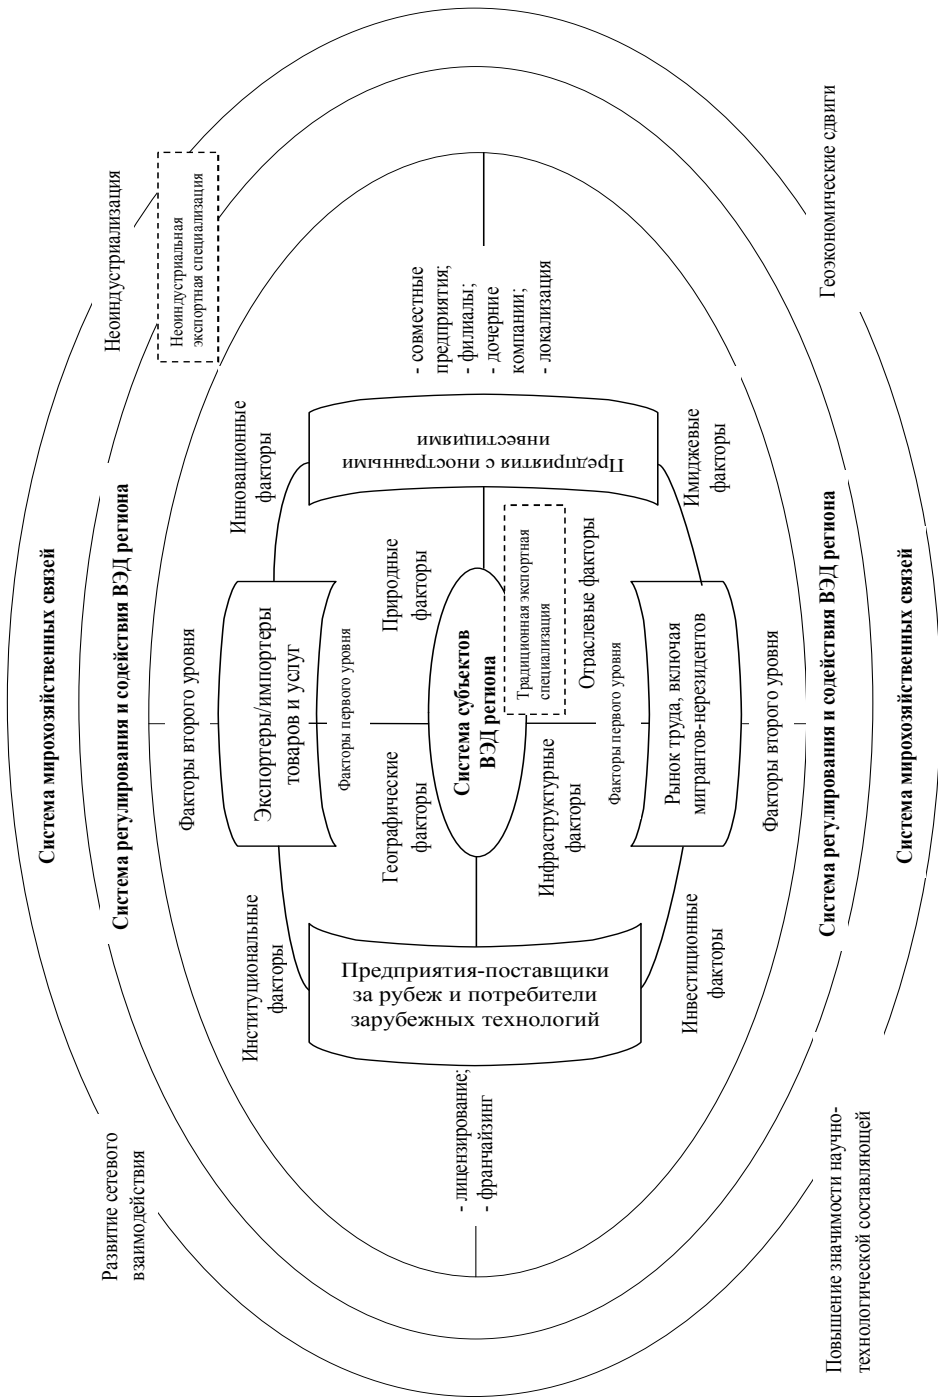 Система мирохозяйственных связей
Развитие сетевого
взаимодействия
Неоиндустриализация
Система регулирования и содействия ВЭД региона
Неоиндустриальная
экспортная специализация
Факторы второго уровня
Институциональные
факторы
Экспортеры/импортеры
товаров и услуг
Инновационные
факторы
Факторы первого уровня
Географические
факторы
Природные
факторы
- лицензирование;
- франчайзинг
Предприятия-поставщики
за рубеж и потребители
зарубежных технологий
Система субъектов
ВЭД региона
Предприятия с иностранными
инвестициями
- совместные
предприятия;
- филиалы;
- дочерние
компании;
- локализация
Традиционная экспортная
специализация
Инфраструктурные
факторы
Отраслевые факторы
Факторы первого уровня
Инвестиционные
факторы
Рынок труда, включая
мигрантов-нерезидентов
Имиджевые
факторы
Факторы второго уровня
Система регулирования и содействия ВЭД региона
Повышение значимости научно-
технологической составляющей
Геоэкономические сдвиги
Система мирохозяйственных связей